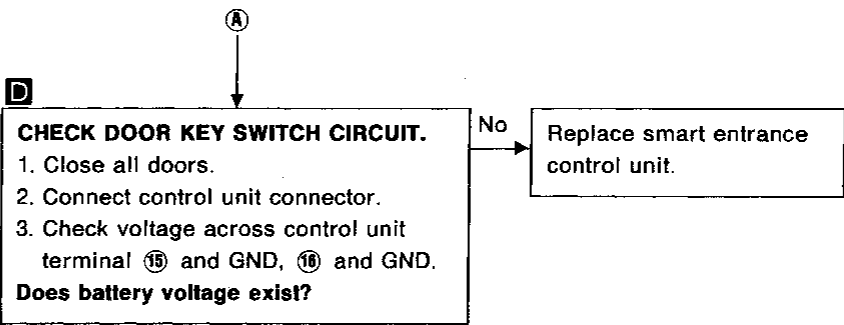 Ⓐ
D
CHECK DOOR KEY SWITCH CIRCUIT.
1. Close all doors.
2. Connect control unit connector.
3. Check voltage across control unit
terminal ⑮ and GND, ⑯ and GND.
Does battery voltage exist?
No
Replace smart entrance
control unit.